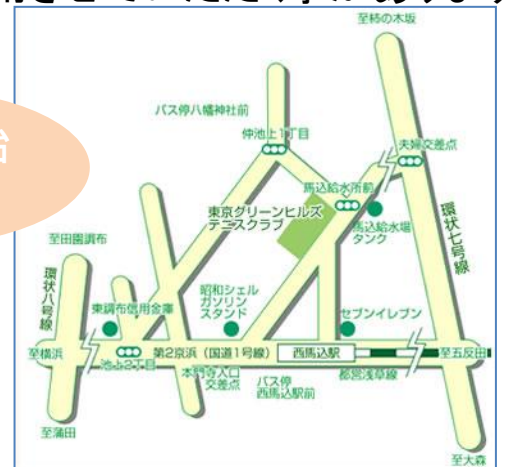 至柿の木坂
バス停八幡神社前
仲池上1丁目
夫婦交差点
馬込給水所前
東京グリーンヒルズ
テニスクラブ
馬込給水場
タンク
環状七号線
至田園調布
環状八号線
東調布信用金庫
昭和シェル
ガソリン
スタンド
セブンイレブン
至横浜
池上2丁目
第2京浜(国道1号線)
西馬込駅
至五反田
本門寺入口
交差点
バス停
西馬込駅前
都営浅草線
至蒲田
至大森